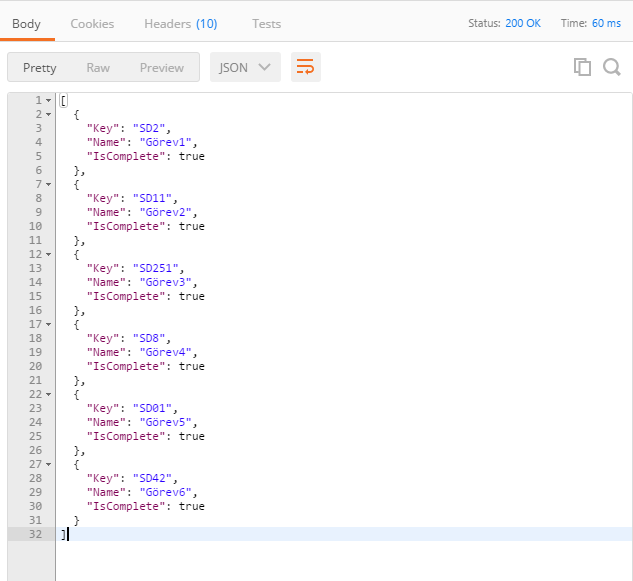 Body Cookies Headers (10) Tests Status: 200 OK Time: 60 ms
Pretty Raw Preview JSON
1 [
2 {
3 "Key": "SD2",
4 "Name": "Görev1",
5 "IsComplete": true
6 },
7 {
8 "Key": "SD11",
9 "Name": "Görev2",
10 "IsComplete": true
11 },
12 {
13 "Key": "SD251",
14 "Name": "Görev3",
15 "IsComplete": true
16 },
17 {
18 "Key": "SD8",
19 "Name": "Görev4",
20 "IsComplete": true
21 },
22 {
23 "Key": "SD01",
24 "Name": "Görev5",
25 "IsComplete": true
26 },
27 {
28 "Key": "SD42",
29 "Name": "Görev6",
30 "IsComplete": true
31 }
32 ]